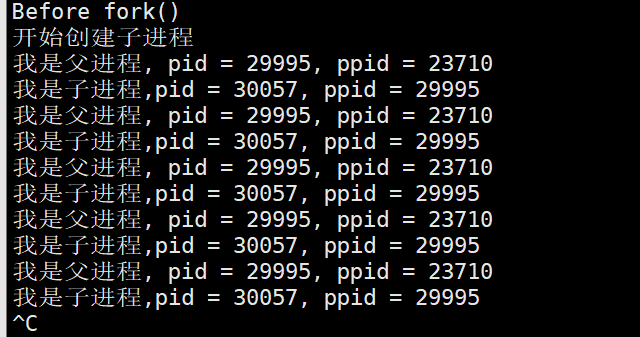 Before fork()
开始创建子进程
我是父进程, pid = 29995, ppid = 23710
我是子进程,pid = 30057, ppid = 29995
我是父进程, pid = 29995, ppid = 23710
我是子进程,pid = 30057, ppid = 29995
我是父进程, pid = 29995, ppid = 23710
我是子进程,pid = 30057, ppid = 29995
我是父进程, pid = 29995, ppid = 23710
我是子进程,pid = 30057, ppid = 29995
我是父进程, pid = 29995, ppid = 23710
我是子进程,pid = 30057, ppid = 29995
^C